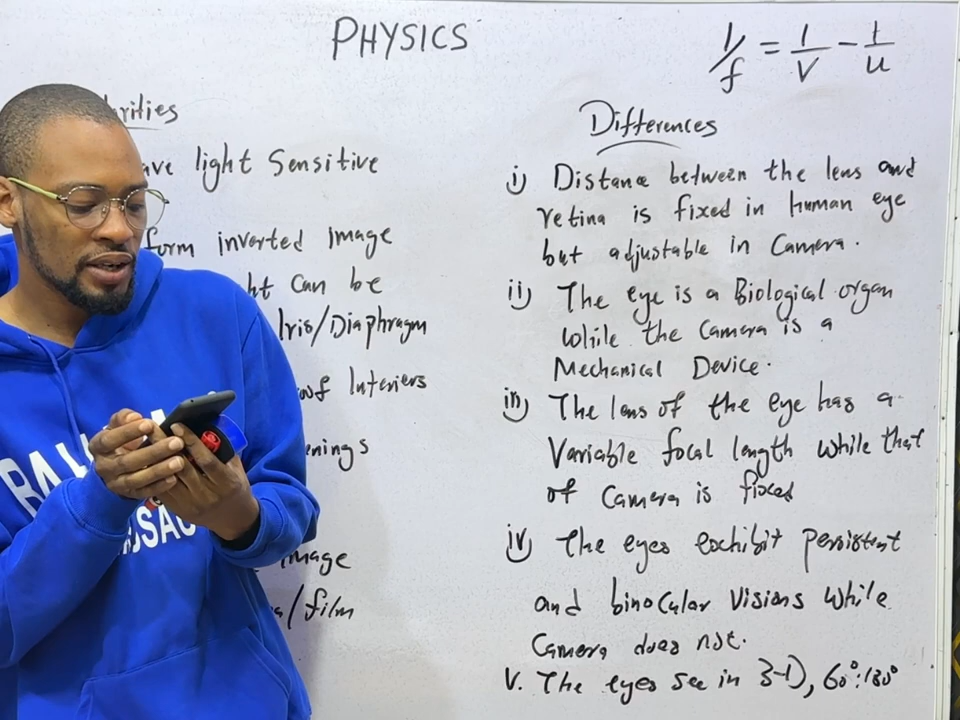 PHYSICS
1/f = 1/V - 1/u
rities
ave light Sensitive
form inverted image
ht Can be
Iris/Diaphragm
oof Interiers
nings
image
/film
Differences
i) Distance between the lens and
retina is fixed in human eye
but adjustable in Camera.
ii) The eye is a Biological organ
While the Camera is a
Mechanical Device.
iii) The lens of the eye has a
Variable focal length while that
of Camera is fixed
iv) The eyes exhibit persistent
and binocular Visions While
Camera does not.
V. The eyes see in 3-D, 60°:180°
BAL
SAC